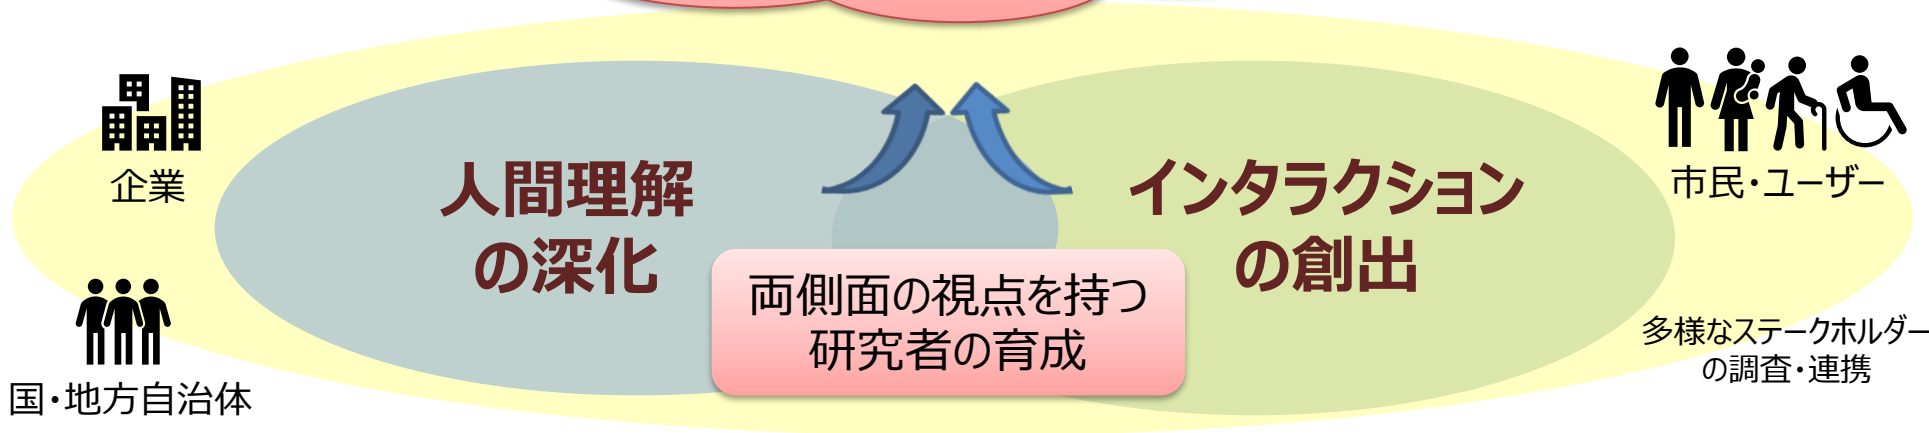 企業
人間理解
の深化
国・地方自治体
両側面の視点を持つ
研究者の育成
インタラクション
の創出
市民・ユーザー
多様なステークホルダー
の調査・連携